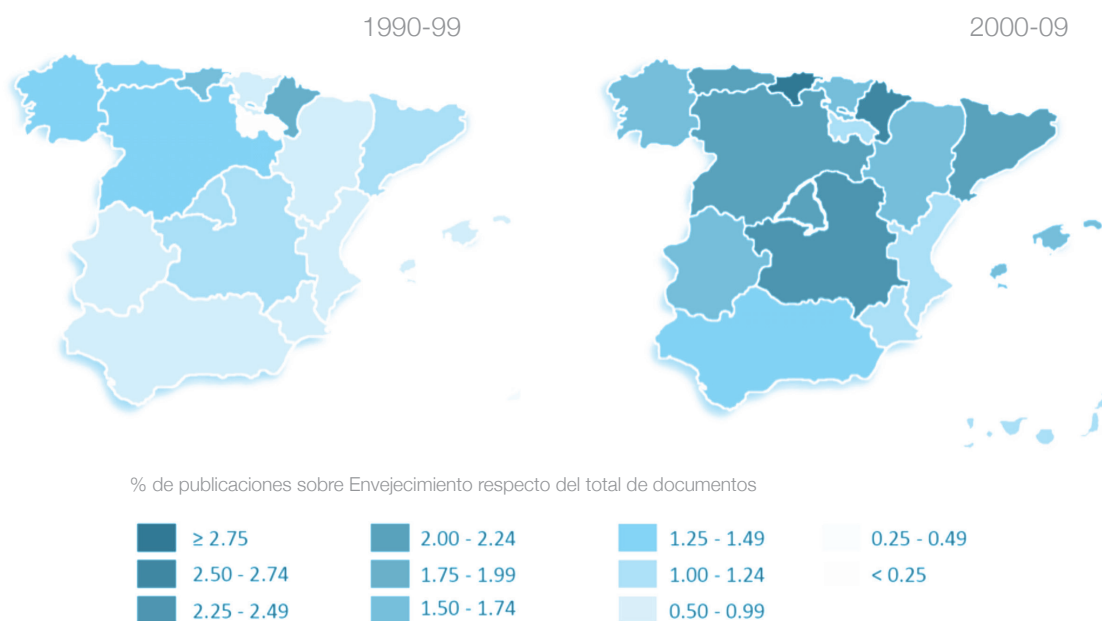 1990-99
2000-09
% de publicaciones sobre Envejecimiento respecto del total de documentos
≥ 2.75
2.50 - 2.74
2.25 - 2.49
2.00 - 2.24
1.75 - 1.99
1.50 - 1.74
1.25 - 1.49
1.00 - 1.24
0.50 - 0.99
0.25 - 0.49
< 0.25